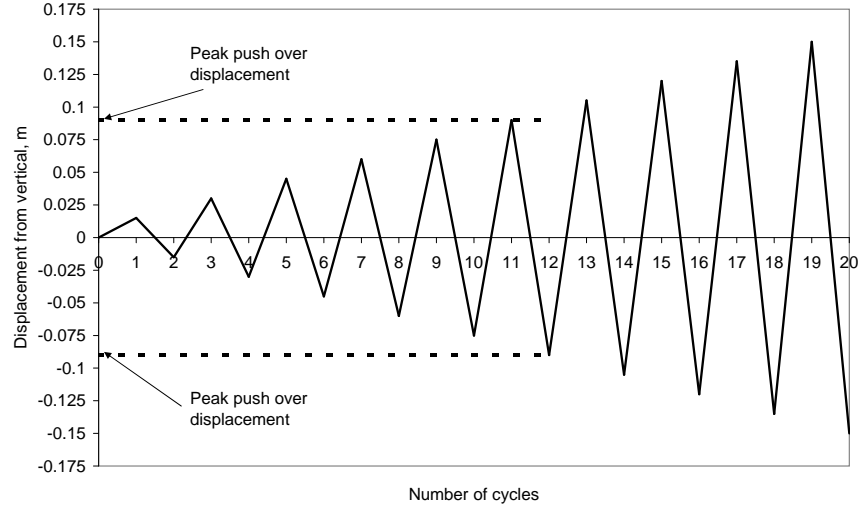 0.175
0.15
0.125
0.1
0.075
0.05
0.025
0
-0.025
-0.05
-0.075
-0.1
-0.125
-0.15
-0.175
Displacement from vertical, m
Peak push over
displacement
0 1 2 3 4 5 6 7 8 9 10 11 12 13 14 15 16 17 18 19 20
Peak push over
displacement
Number of cycles